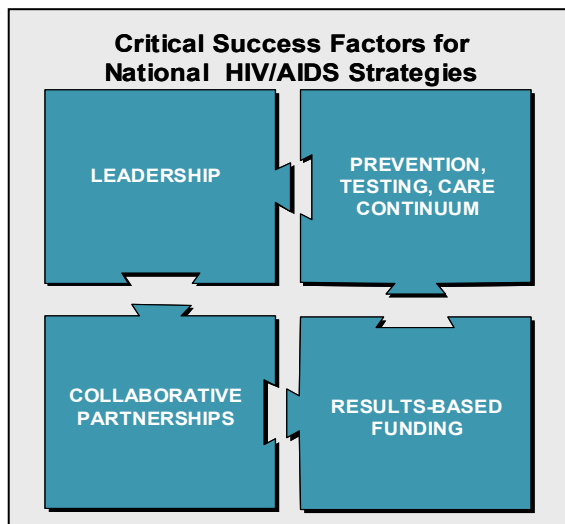 Critical Success Factors for
National HIV/AIDS Strategies
LEADERSHIP
PREVENTION,
TESTING, CARE
CONTINUUM
COLLABORATIVE
PARTNERSHIPS
RESULTS-BASED
FUNDING